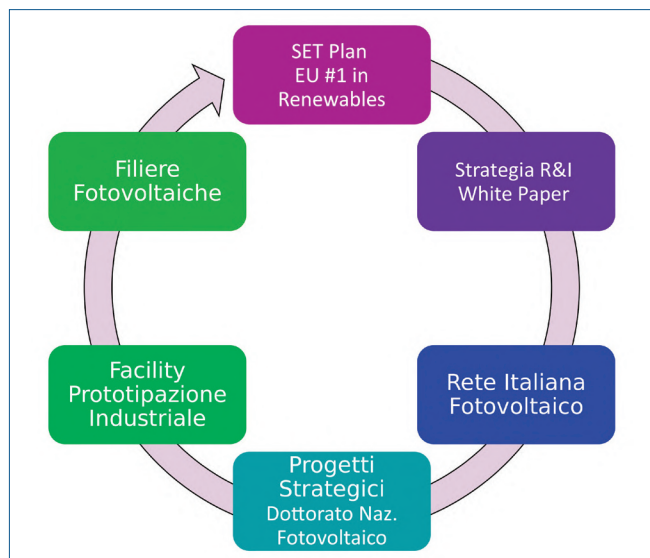 SET Plan
EU #1 in
Renewables
Strategia R&I
White Paper
Rete Italiana
Fotovoltaico
Progetti
Strategici
Dottorato Naz.
Fotovoltaico
Facility
Prototipazione
Industriale
Filiere
Fotovoltaiche